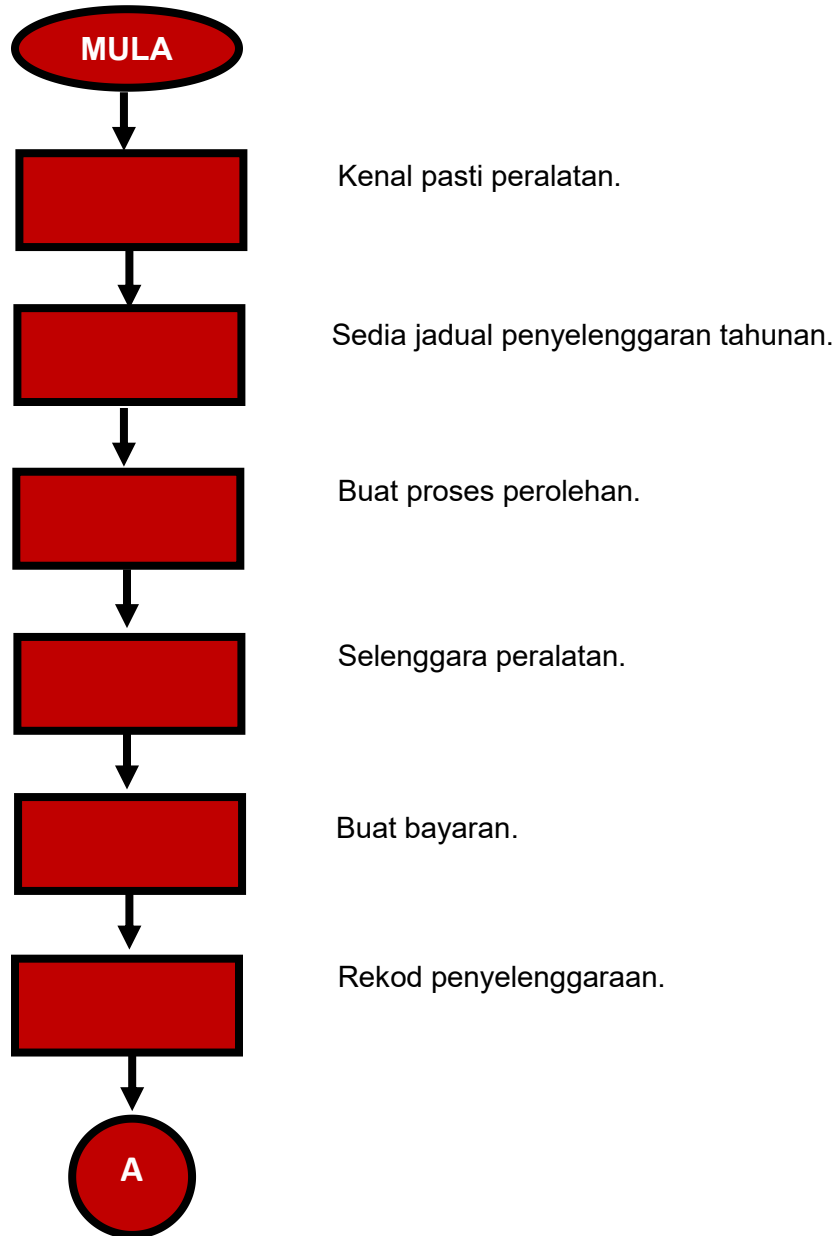 MULA
Kenal pasti peralatan.
Sedia jadual penyelenggaran tahunan.
Buat proses perolehan.
Selenggara peralatan.
Buat bayaran.
Rekod penyelenggaraan.
A